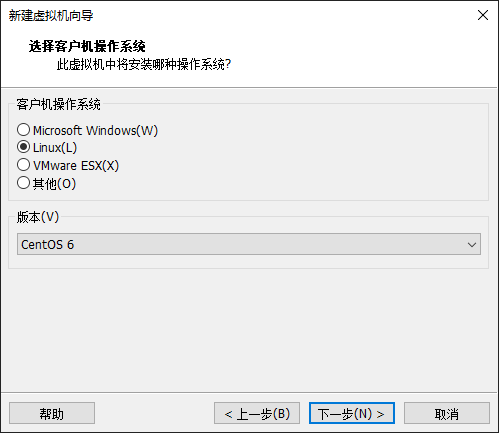 新建虚拟机向导
选择客户机操作系统
此虚拟机中将安装哪种操作系统?
客户机操作系统
Microsoft Windows(W)
Linux(L)
VMware ESX(X)
其他(O)
版本(V)
CentOS 6
帮助
< 上一步(B)
下一步(N) >
取消